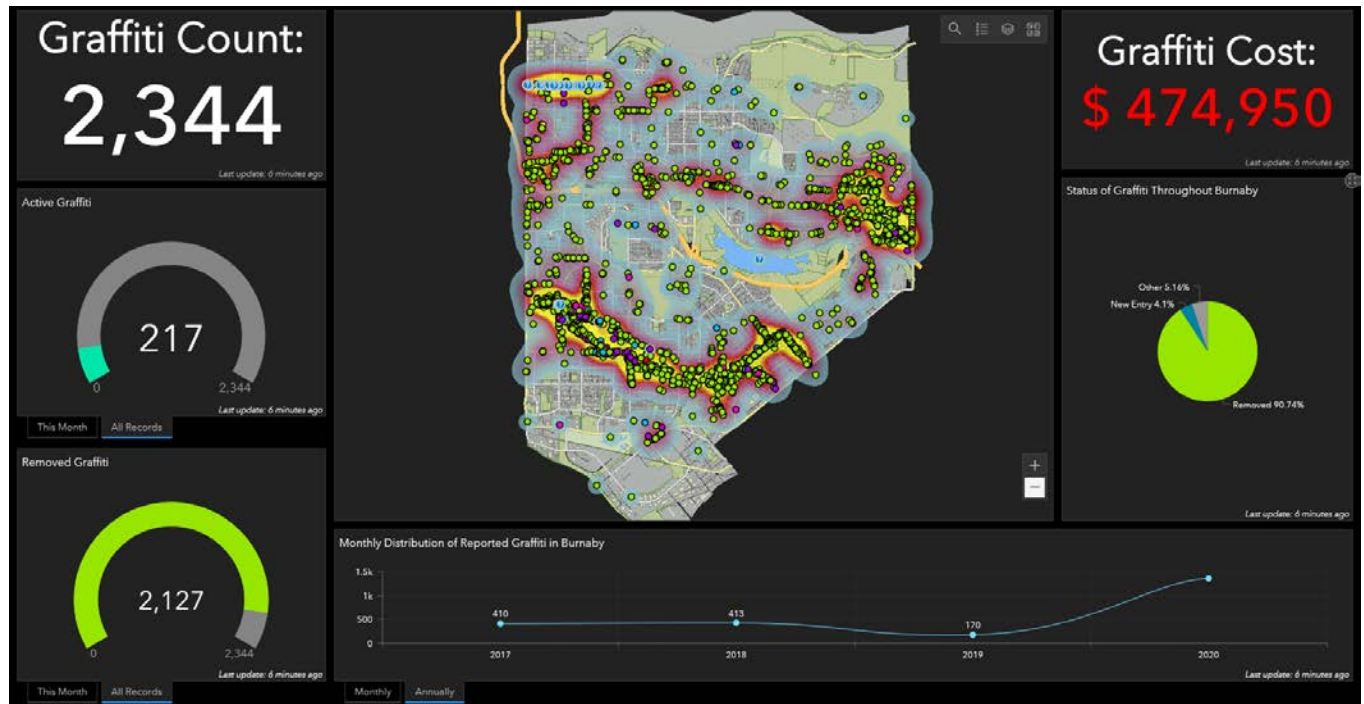 Graffiti Count:
2,344
Last update: 6 minutes ago
Active Graffiti
217
0
2,344
Last update: 6 minutes ago
This Month
All Records
Removed Graffiti
2,127
0
2,344
Last update: 6 minutes ago
This Month
All Records
Graffiti Cost:
$ 474,950
Last update: 6 minutes ago
Status of Graffiti Throughout Burnaby
Other 5.16%
New Entry 4.1%
Removed 90.74%
Last update: 6 minutes ago
Monthly Distribution of Reported Graffiti in Burnaby
1.5k
1k
500
0
410
413
170
2017
2018
2019
2020
Last update: 6 minutes ago
Monthly
Annually